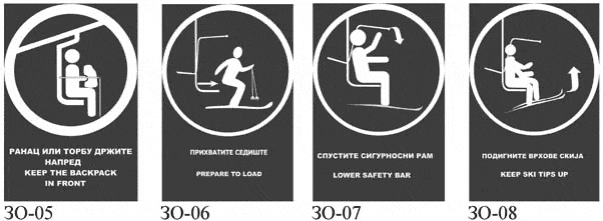 РАНАЦ ИЛИ ТОРБУ ДРЖИТЕ
НАПРЕД
KEEP THE BACKPACK
IN FRONT
ЗО-05
ПРИХВАТИТЕ СЕДИШТЕ
PREPARE TO LOAD
ЗО-06
СПУСТИТЕ СИГУРНОСНИ РАМ
LOWER SAFETY BAR
ЗО-07
ПОДИГНИТЕ ВРХОВЕ СКИЈА
KEEP SKI TIPS UP
ЗО-08